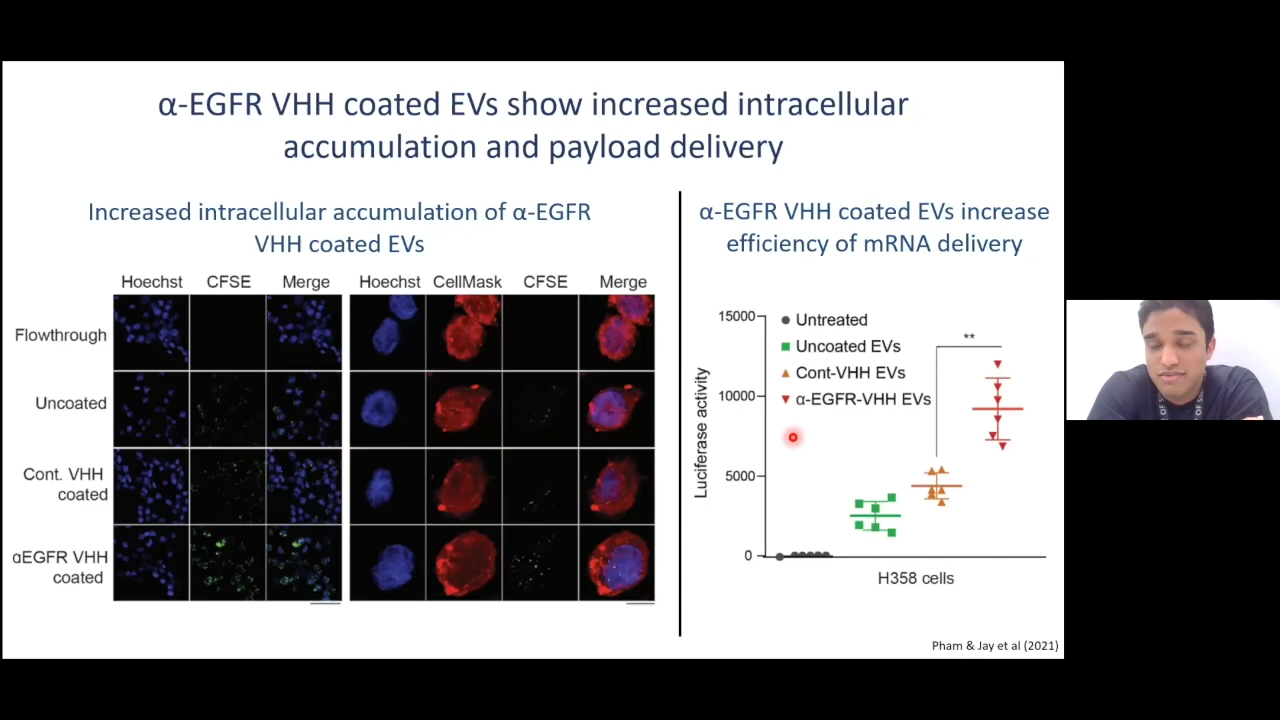 α-EGFR VHH coated EVs show increased intracellular
accumulation and payload delivery
Increased intracellular accumulation of α-EGFR
VHH coated EVs
Hoechst CFSE Merge Hoechst CellMask CFSE Merge
Flowthrough
Uncoated
Cont. VHH
coated
αEGFR VHH
coated
α-EGFR VHH coated EVs increase
efficiency of mRNA delivery
Luciferase activity
15000
10000
5000
0
Untreated
Uncoated EVs
Cont-VHH EVs
α-EGFR-VHH EVs
**
H358 cells
Pham & Jay et al (2021)